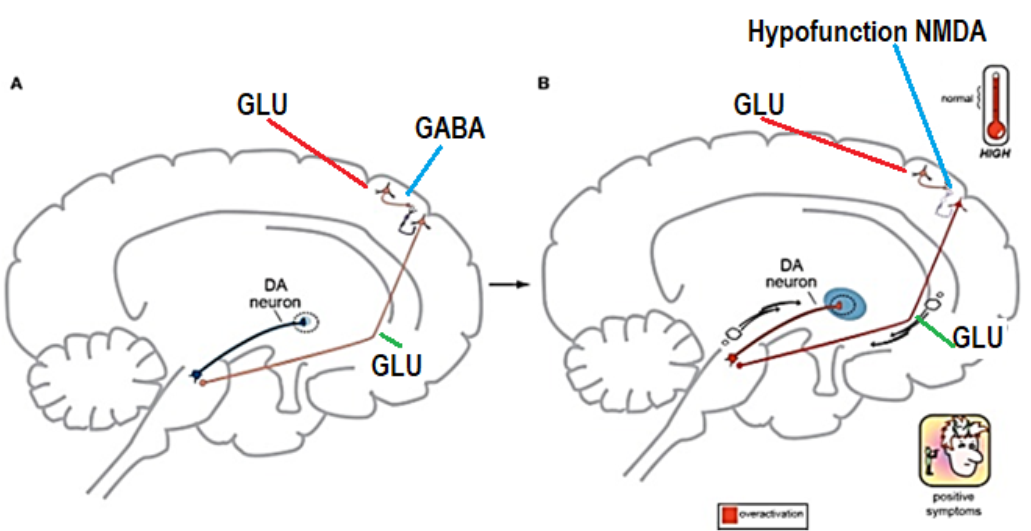 Hypofunction NMDA
A
B
GLU
GABA
GLU
normal
HIGH
DA
neuron
GLU
DA
neuron
GLU
overactivation
positive
symptoms